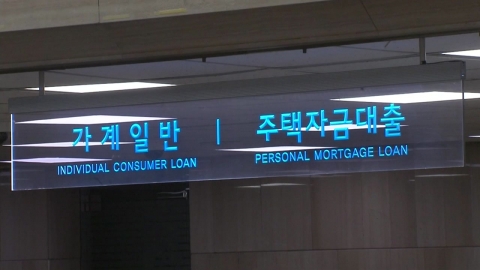 가계일반 | 주택자금대출
INDIVIDUAL CONSUMER LOAN PERSONAL MORTGAGE LOAN